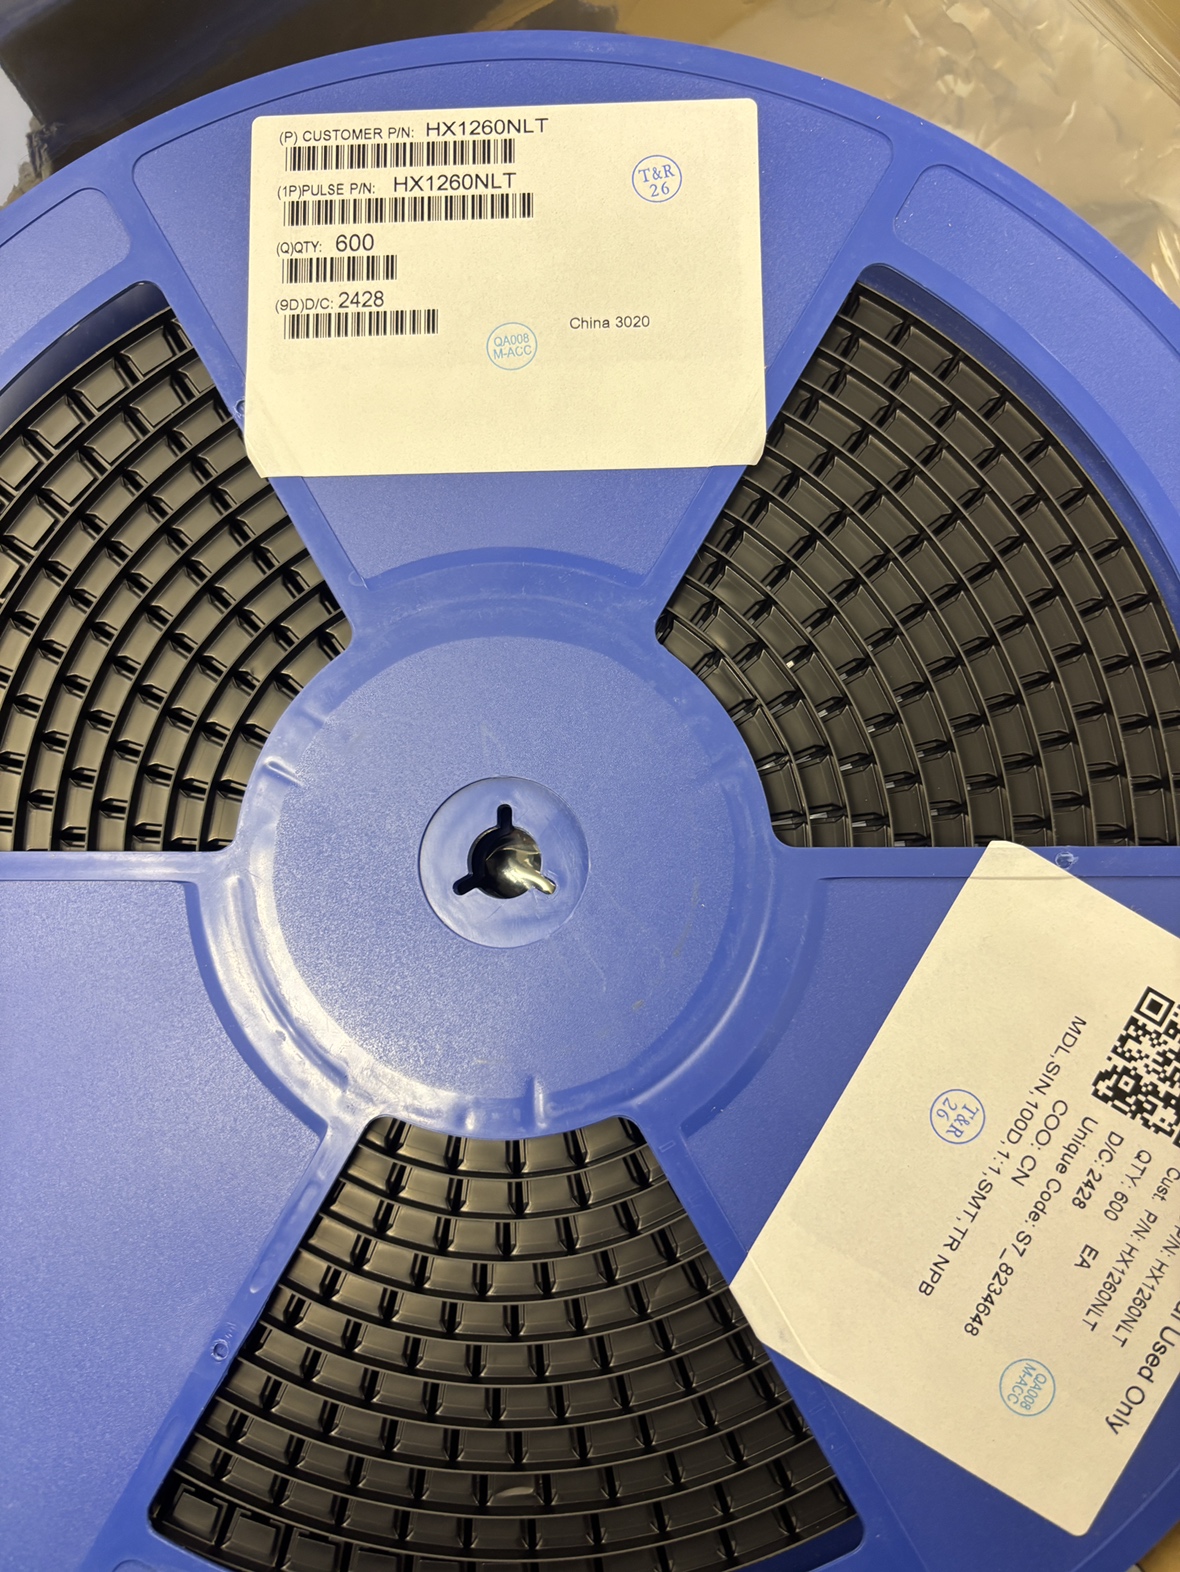 (P) CUSTOMER P/N: HX1260NLT
(1P)PULSE P/N: HX1260NLT
T&R
26
(Q)QTY: 600
(9D)D/C: 2428
China 3020
QA008
M-ACC
Used Only
P/N: HX1260NLT
Cust. P/N: HX1260NLT
QTY: 600 EA
D/C: 2428
Unique Code: S7_8234648
COO: CN
MDL,SIN,100D,1:1,SMT,TR NPB
T&R
26
QA008
M-ACC